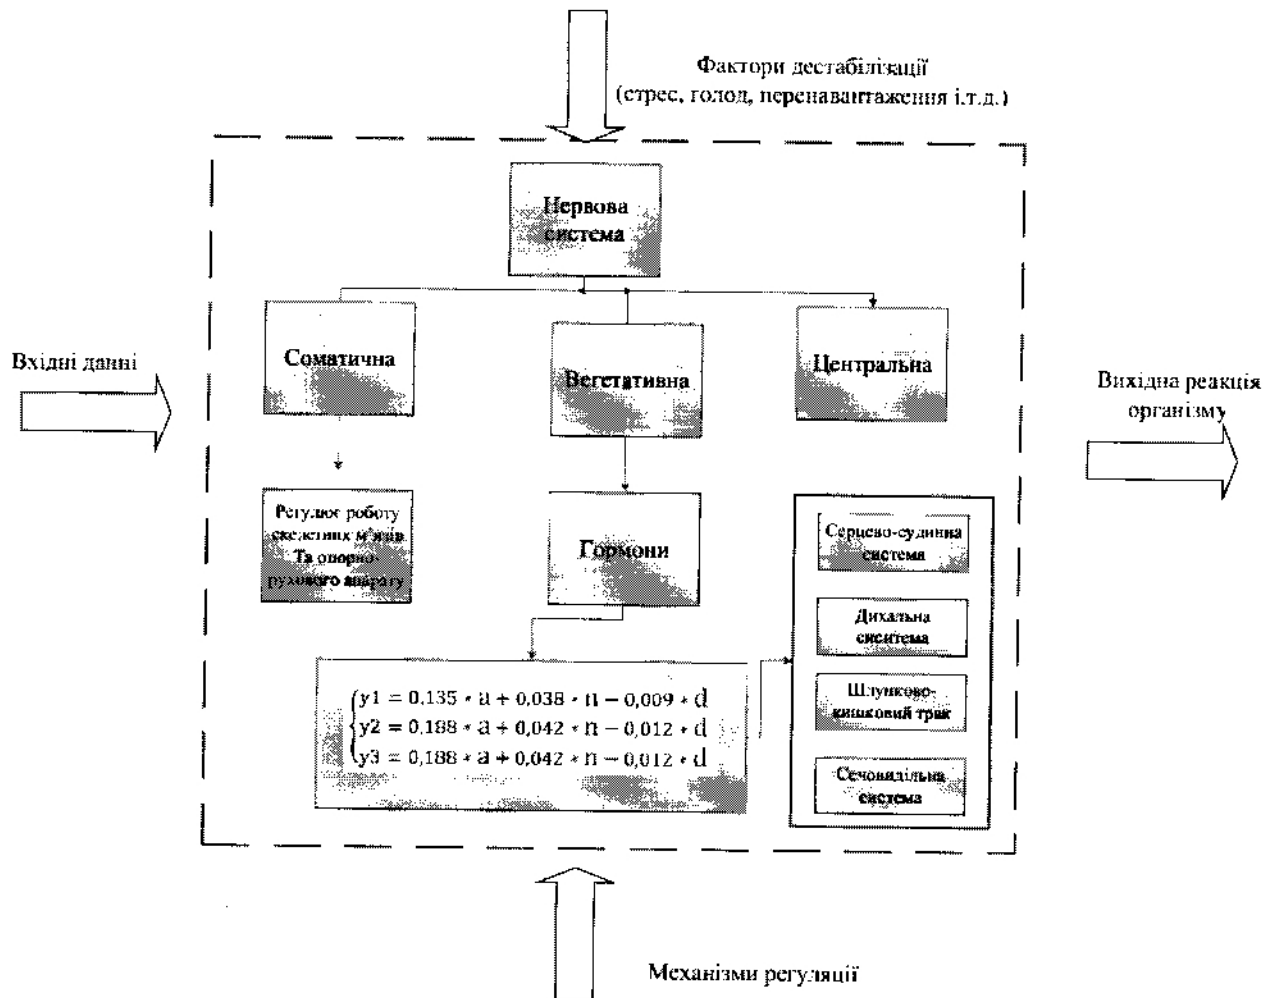 Фактори дестабілізації
(стрес, голод, перенавантаження і.т.д.)
Нервова
система
Соматична
Вегетативна
Центральна
Вхідні данні
Вихідна реакція
організму
Регулює роботу
скелетних м'язів
Та опорно-
рухового апарату
Гормони
Серцево-судинна
система
Дихальна
сиситема
Шлунково-
кишковий трак
Сечовидільна
система
y1 = 0,135 * a + 0,038 * n − 0,009 * d
y2 = 0,188 * a + 0,042 * n − 0,012 * d
y3 = 0,188 * a + 0,042 * n − 0,012 * d
Механізми регуляції